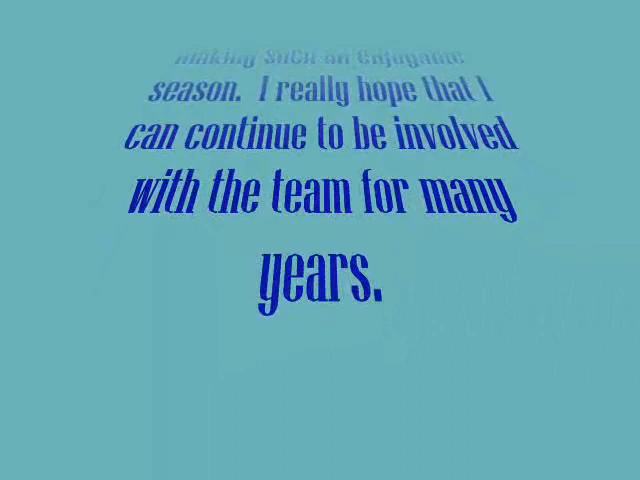 making such an enjoyable
season. I really hope that I
can continue to be involved
with the team for many
years.